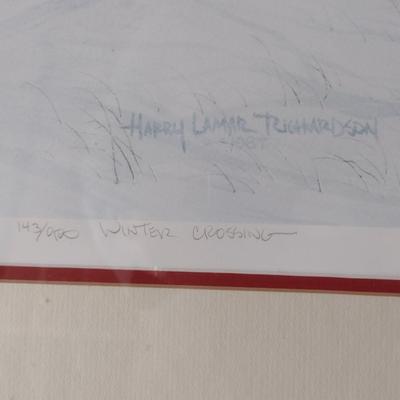 HARRY LAMAR RICHARDSON
1987
143/950 WINTER CROSSING